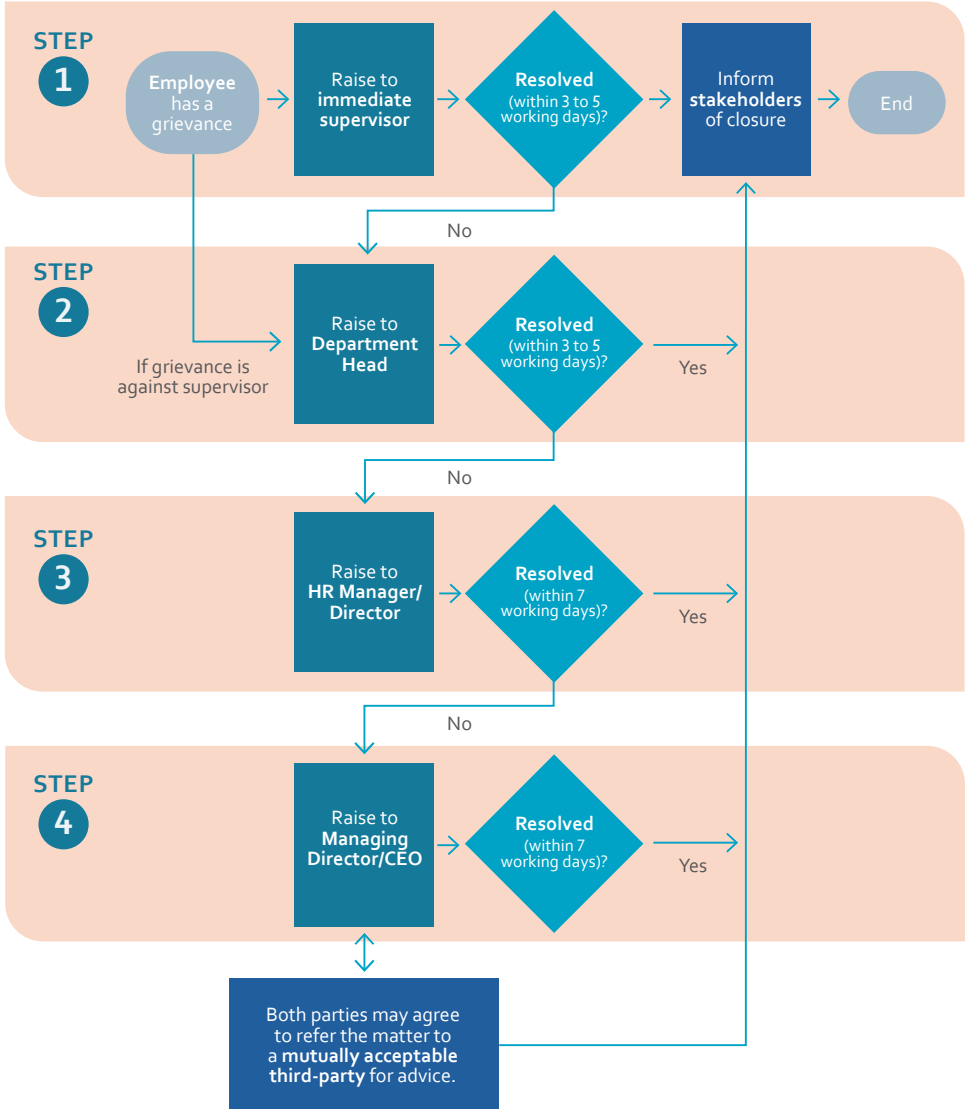 STEP
1
Employee
has a
grievance
Raise to
immediate
supervisor
Resolved
(within 3 to 5
working days)?
Inform
stakeholders
of closure
End
No
STEP
2
If grievance is
against supervisor
Raise to
Department
Head
Resolved
(within 3 to 5
working days)?
Yes
No
STEP
3
Raise to
HR Manager/
Director
Resolved
(within 7
working days)?
Yes
No
STEP
4
Raise to
Managing
Director/CEO
Resolved
(within 7
working days)?
Yes
Both parties may agree
to refer the matter to
a mutually acceptable
third-party for advice.